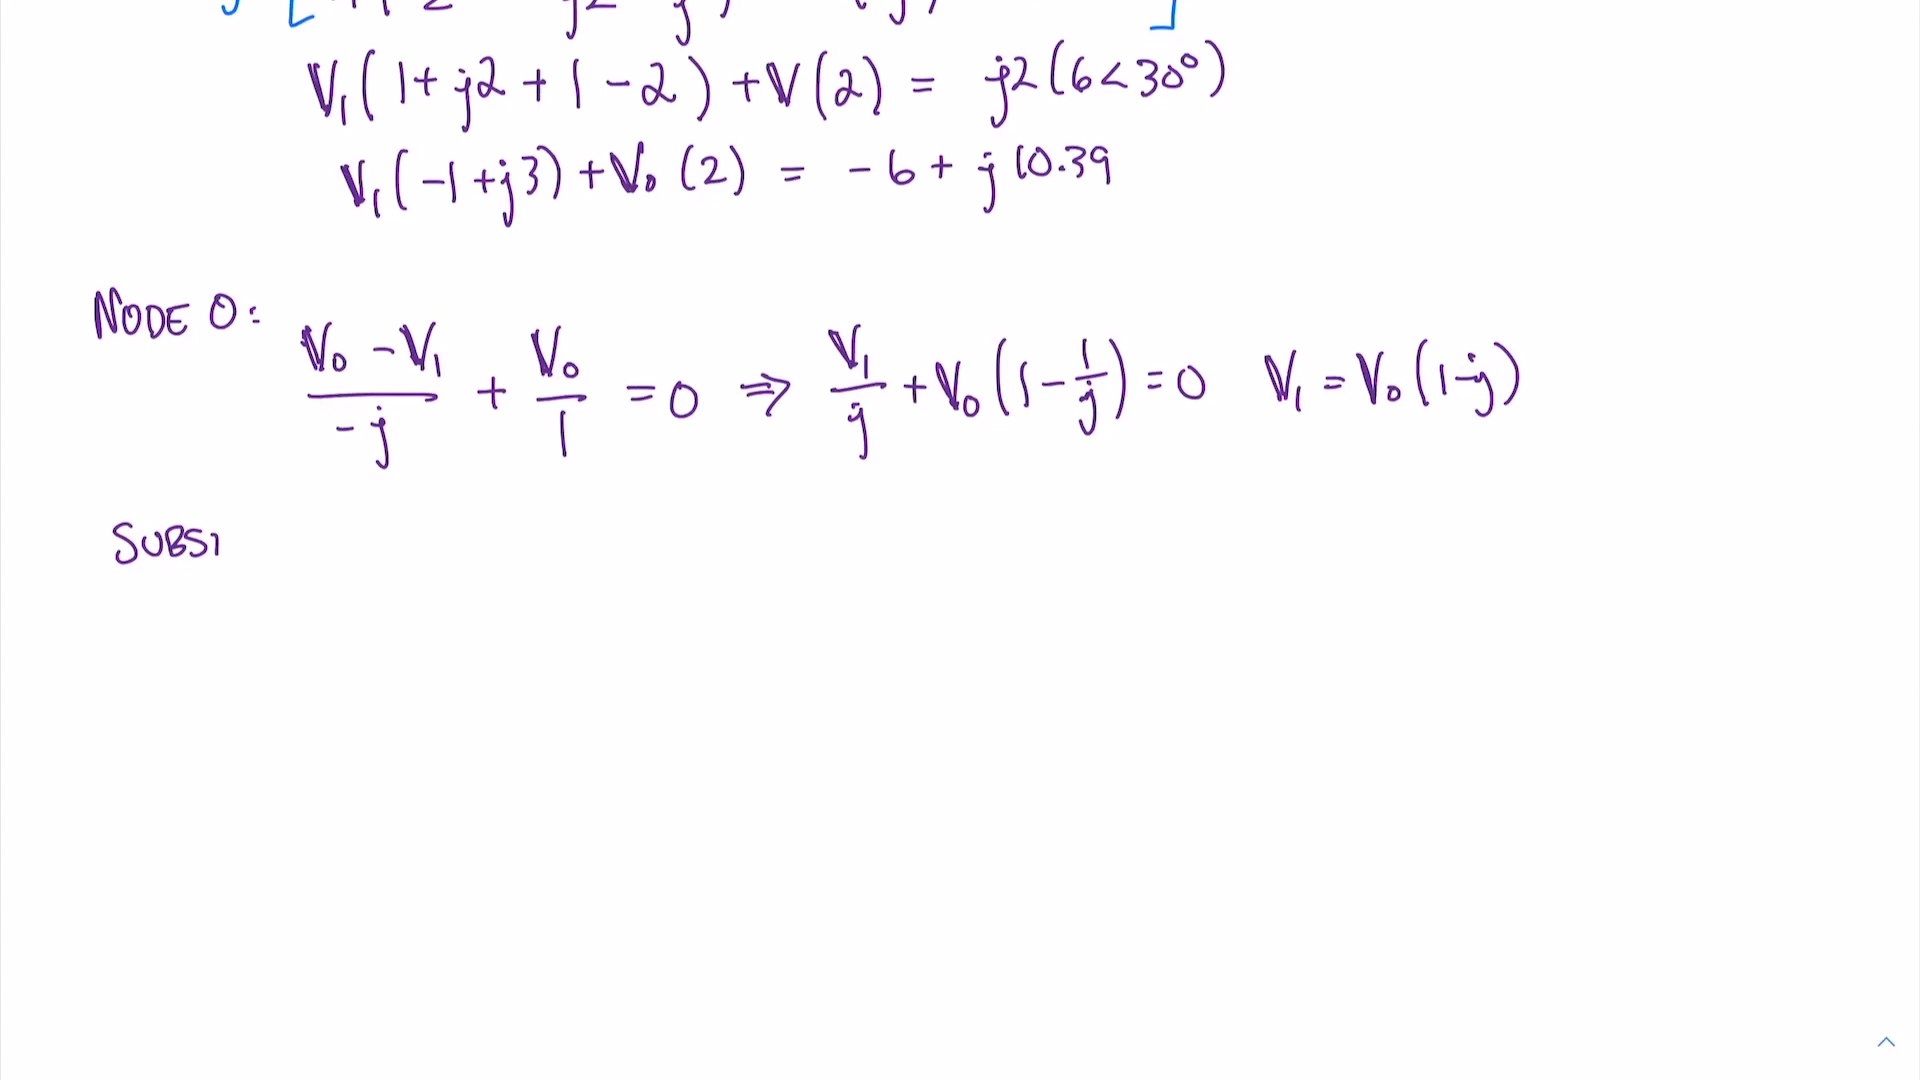 V₁(1+j2+1-2)+V(2) = j2(6<30°)
V₁(-1+j3)+V₀(2) = -6+j10.39
NODE 0:
(V₀-V₁)/(-j) + V₀/1 = 0 ⇒ V₁/j + V₀(1-1/j) = 0 V₁ = V₀(1-j)
SUBSI